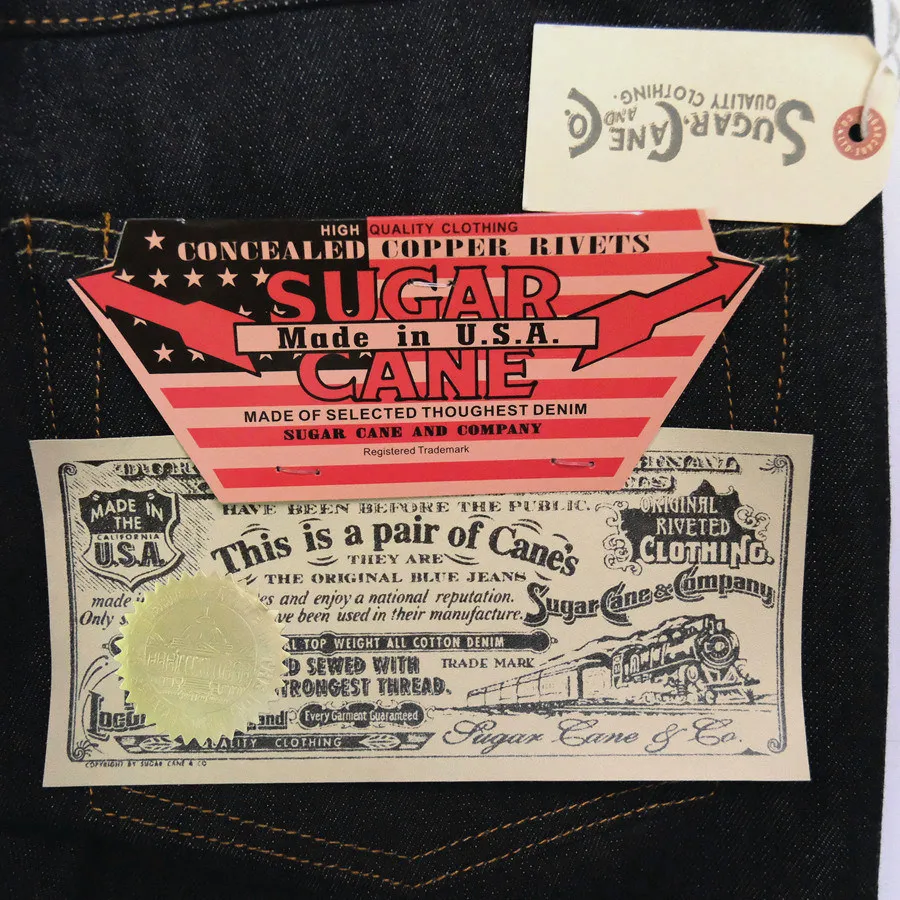 SUGAR CANE
AND
CO.
QUALITY CLOTHING.
HIGH QUALITY CLOTHING
CONCEALED COPPER RIVETS
SUGAR
Made in U.S.A.
CANE
MADE OF SELECTED THOUGHEST DENIM
SUGAR CANE AND COMPANY
Registered Trademark
HAVE BEEN BEFORE THE PUBLIC.
MADE IN
THE
CALIFORNIA
U.S.A.
This is a pair of Cane's
THEY ARE
THE ORIGINAL BLUE JEANS
ORIGINAL
RIVETED
CLOTHING.
Sugar Cane & Company
made
and enjoy a national reputation.
Only
been used in their manufacture.
TOP WEIGHT ALL COTTON DENIM
SEWED WITH
STRONGEST THREAD.
TRADE MARK
Every Garment Guaranteed
CLOTHING
Sugar Cane & Co.
COPYRIGHT BY SUGAR CANE & CO